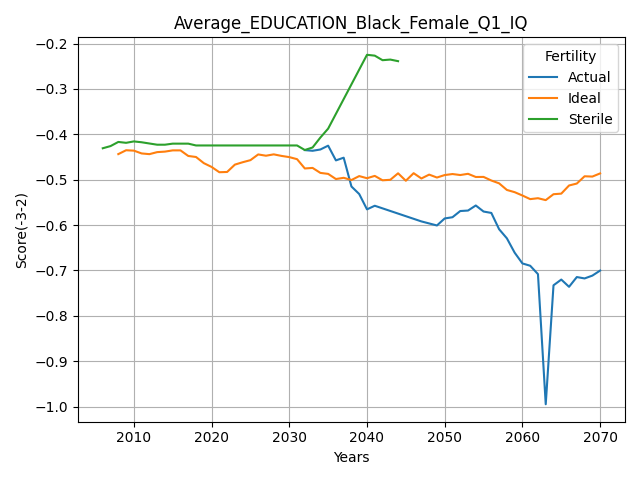 Average_EDUCATION_Black_Female_Q1_IQ
Fertility
Actual
Ideal
Sterile
Score(-3-2)
−0.2
−0.3
−0.4
−0.5
−0.6
−0.7
−0.8
−0.9
−1.0
2010 2020 2030 2040 2050 2060 2070
Years